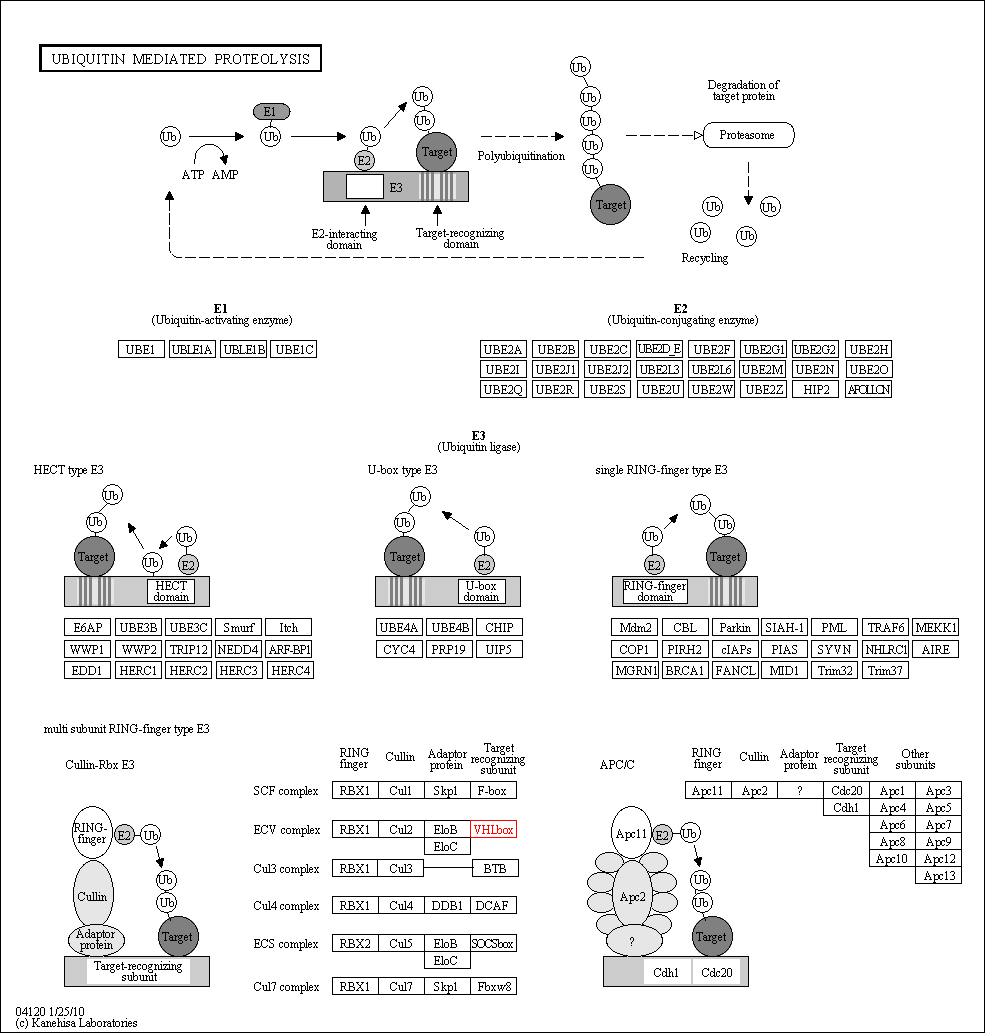 UBIQUITIN MEDIATED PROTEOLYSIS
Ub
E1
Ub
ATP AMP
Ub
Ub
Ub
E2
Target
E3
E2-interacting
domain
Target-recognizing
domain
Polyubiquitination
Ub
Ub
Ub
Ub
Ub
Target
Degradation of
target protein
Proteasome
Ub
Ub
Ub
Ub
Recycling
E1
(Ubiquitin-activating enzyme)
UBE1 UBLE1A UBLE1B UBE1C
E2
(Ubiquitin-conjugating enzyme)
UBE2A UBE2B UBE2C UBE2D_E UBE2F UBE2G1 UBE2G2 UBE2H
UBE2I UBE2J1 UBE2J2 UBE2L3 UBE2L6 UBE2M UBE2N UBE2O
UBE2Q UBE2R UBE2S UBE2U UBE2W UBE2Z HIP2 APOLLCN
E3
(Ubiquitin ligase)
HECT type E3
Ub
Ub
Ub
Target
Ub
E2
HECT
domain
E6AP UBE3B UBE3C Smurf Itch
WWP1 WWP2 TRIP12 NEDD4 ARF-BP1
EDD1 HERC1 HERC2 HERC3 HERC4
U-box type E3
Ub
Ub
Ub
Target
E2
U-box
domain
UBE4A UBE4B CHIP
CYC4 PRP19 UIP5
single RING-finger type E3
Ub
Ub
Ub
E2
Target
RING-finger
domain
Mdm2 CBL Parkin SIAH-1 PML TRAF6 MEKK1
COP1 PIRH2 cIAPs PIAS SYVN NHLRC1 AIRE
MGRN1 BRCA1 FANCL MID1 Trim32 Trim37
multi subunit RING-finger type E3
Cullin-Rbx E3
RING-
finger
E2
Ub
Ub
Ub
Cullin
Adaptor
protein
Target
Target-recognizing
subunit
RING
finger
Cullin
Adaptor
protein
Target
recognizing
subunit
SCF complex RBX1 Cul1 Skp1 F-box
ECV complex RBX1 Cul2 EloB VHLbox
EloC
Cul3 complex RBX1 Cul3 BTB
Cul4 complex RBX1 Cul4 DDB1 DCAF
ECS complex RBX2 Cul5 EloB SOCSbox
EloC
Cul7 complex RBX1 Cul7 Skp1 Fbxw8
APC/C
RING
finger
Cullin
Adaptor
protein
Target
recognizing
subunit
Other
subunits
Apc11 Apc2 ? Cdc20 Apc1 Apc3
Cdh1 Apc4 Apc5
Apc6 Apc7
Apc8 Apc9
Apc10 Apc12
Apc13
Apc11
E2
Ub
Ub
Ub
Apc2
?
Target
Cdh1 Cdc20
04120 1/25/10
(c) Kanehisa Laboratories